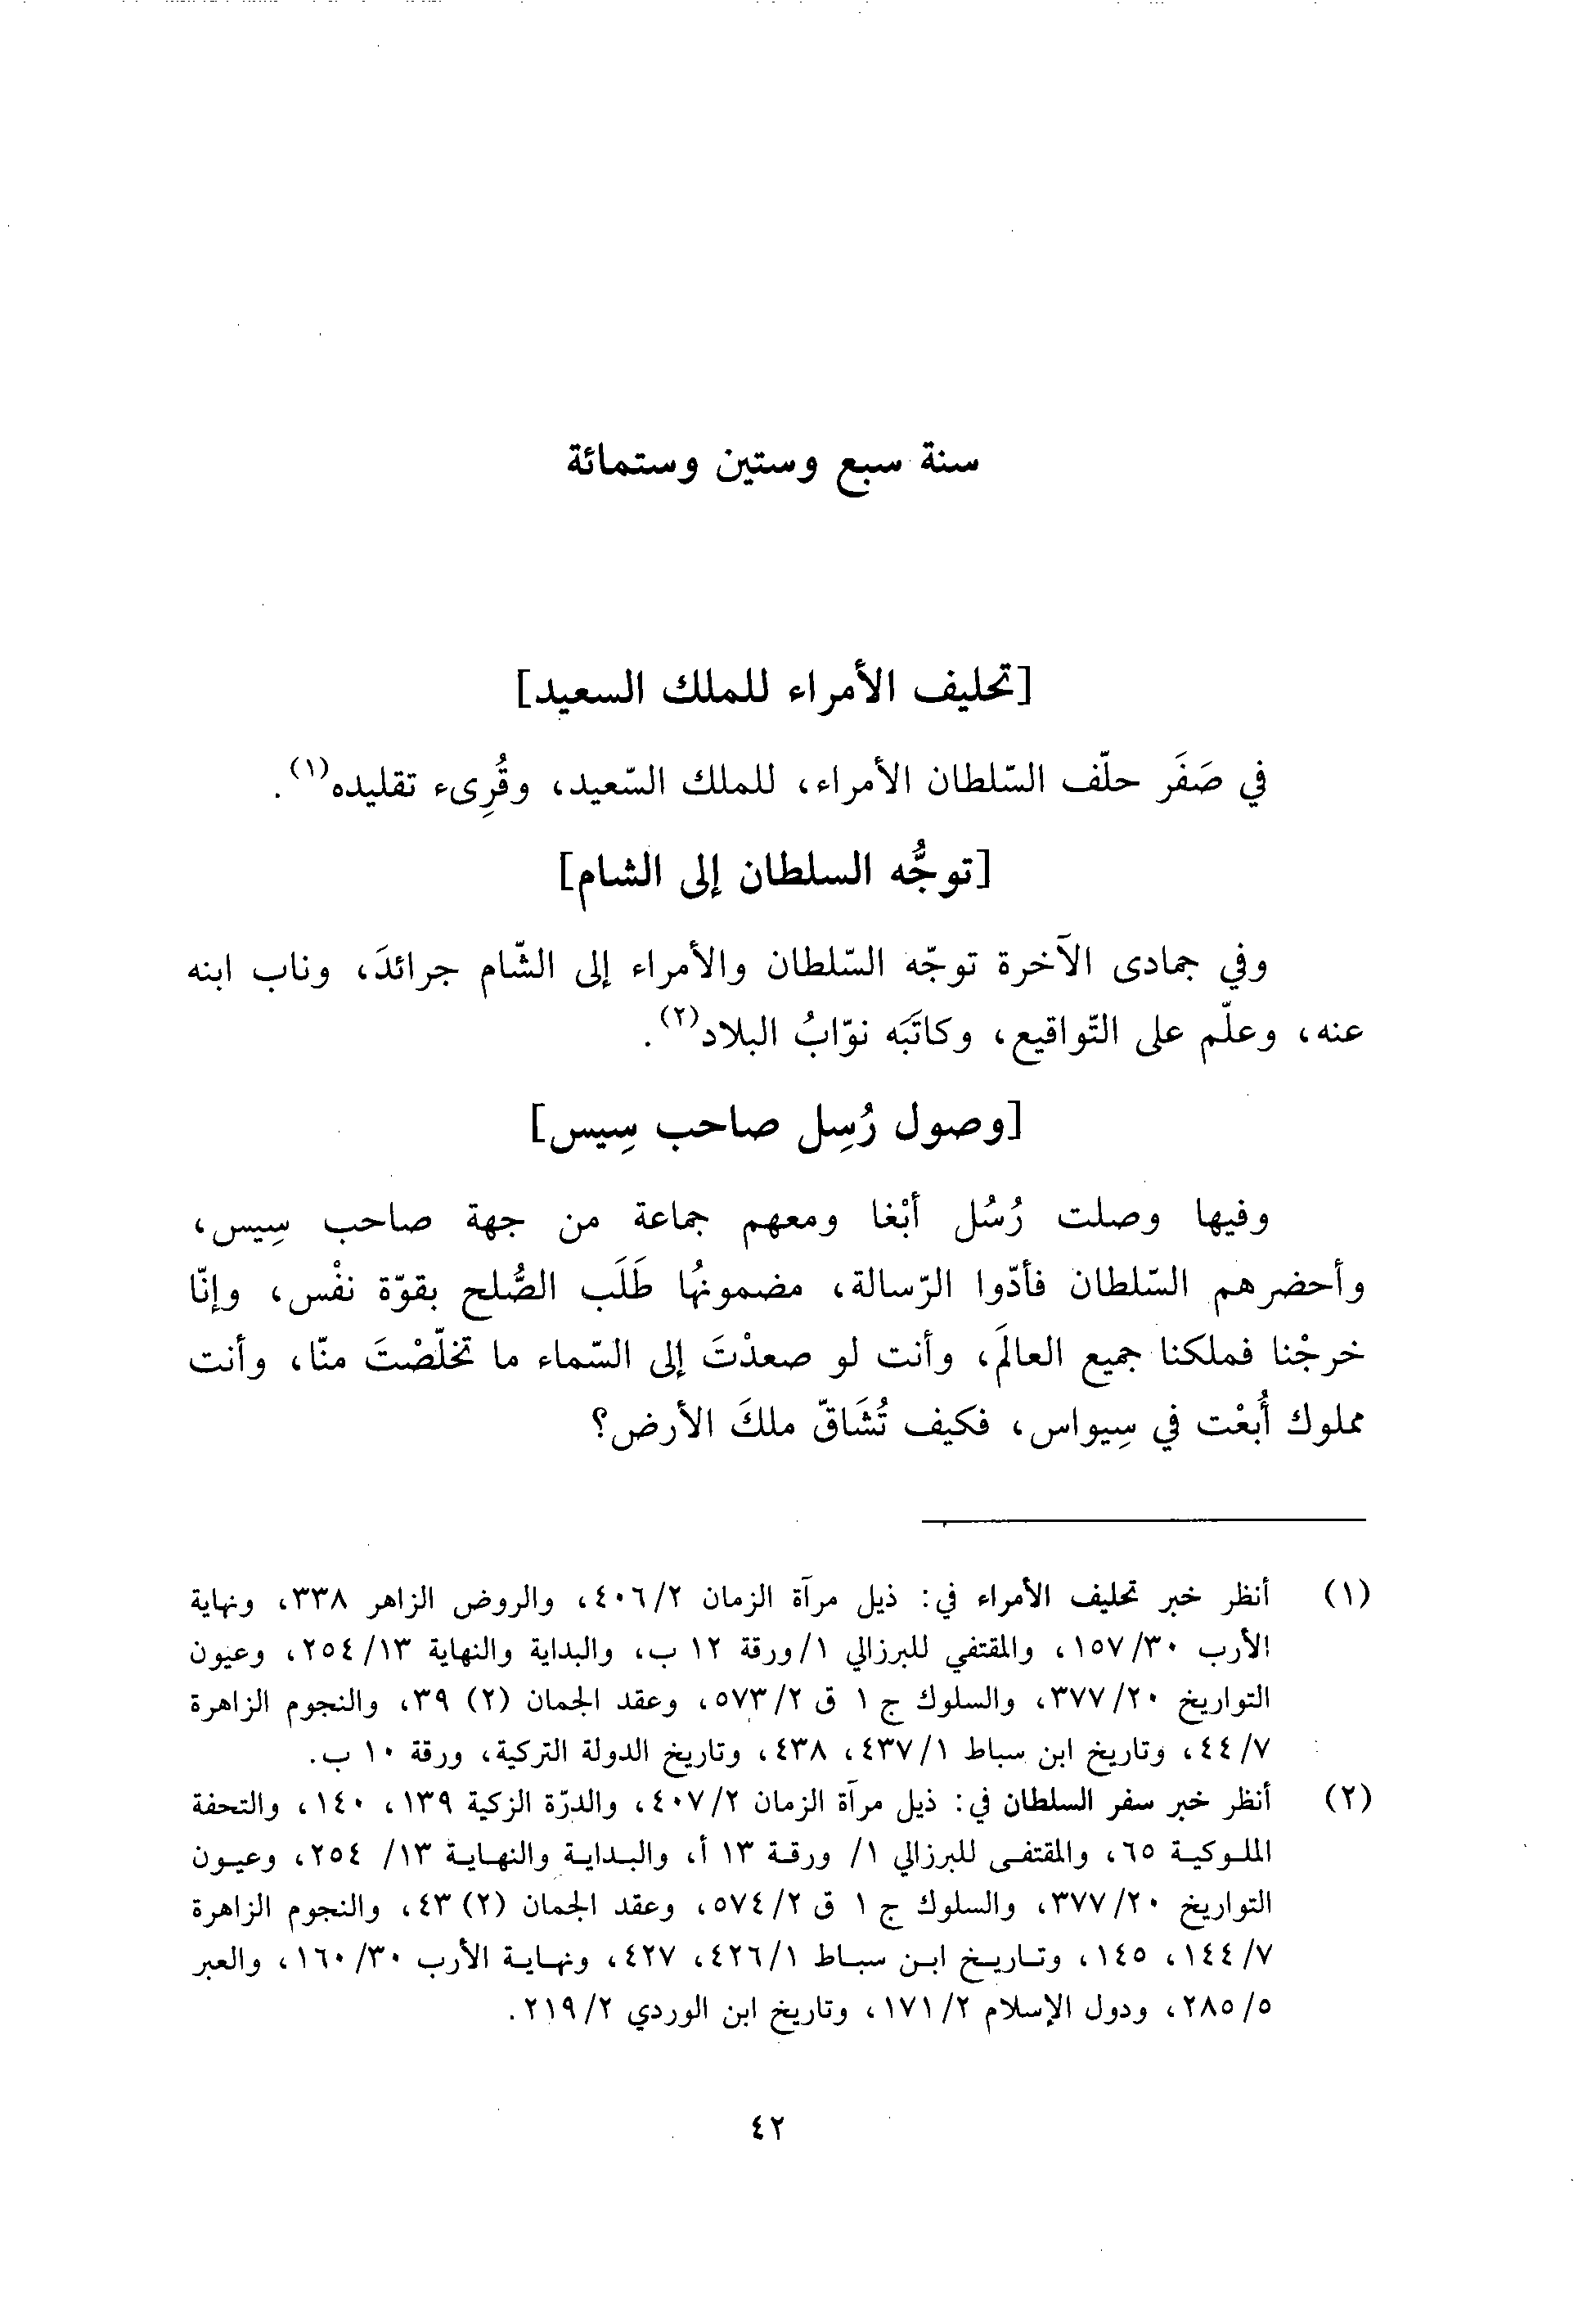 سنة سبع وستين وستمائة
[تحليف الأمراء للملك السعيد]
في صَفَر حلّف السّلطان الأمراء، للملك السّعيد، وقُرِىء تقليده(١).
[توجُّه السلطان إلى الشام]
وفي جمادى الآخرة توجّه السّلطان والأمراء إلى الشّام جرائدَ، وناب ابنه
عنه، وعلّم على التّواقيع، وكاتَبَه نوّابُ البلاد(٢).
[وصول رُسِل صاحب سِيس]
وفيها وصلت رُسُل أبْغا ومعهم جماعة من جهة صاحب سِيس،
وأحضرهم السّلطان فأدّوا الرّسالة، مضمونهُا طَلَب الصُّلح بقوّة نفْس، وإنّا
خرجْنا فملكنا جميع العالَم، وأنت لو صعدْتَ إلى السّماء ما تخلّصْتَ منّا، وأنت
مملوك أُبعْت في سِيواس، فكيف تُشَاقّ ملكَ الأرض؟
(١) أنظر خبر تحليف الأمراء في: ذيل مرآة الزمان ٤٠٦/٢، والروض الزاهر ٣٣٨، ونهاية
الأرب ١٥٧/٣٠، والمقتفي للبرزالي ١/ورقة ١٢ ب، والبداية والنهاية ٢٥٤/١٣، وعيون
التواريخ ٣٧٧/٢٠، والسلوك ج ١ ق ٥٧٣/٢، وعقد الجمان (٢) ٣٩، والنجوم الزاهرة
٤٤/٧، وتاريخ ابن سباط ٤٣٧/١، ٤٣٨، وتاريخ الدولة التركية، ورقة ١٠ ب.
(٢) أنظر خبر سفر السلطان في: ذيل مرآة الزمان ٤٠٧/٢، والدرّة الزكية ١٣٩، ١٤٠، والتحفة
الملوكية ٦٥، والمقتفى للبرزالي ١/ ورقة ١٣ أ، والبداية والنهاية ١٣/ ٢٥٤، وعيون
التواريخ ٣٧٧/٢٠، والسلوك ج ١ ق ٥٧٤/٢، وعقد الجمان (٢) ٤٣، والنجوم الزاهرة
١٤٤/٧، ١٤٥، وتاريخ ابن سباط ٤٢٦/١، ٤٢٧، ونهاية الأرب ١٦٠/٣٠، والعبر
٢٨٥/٥، ودول الإسلام ١٧١/٢، وتاريخ ابن الوردي ٢١٩/٢.
٤٢